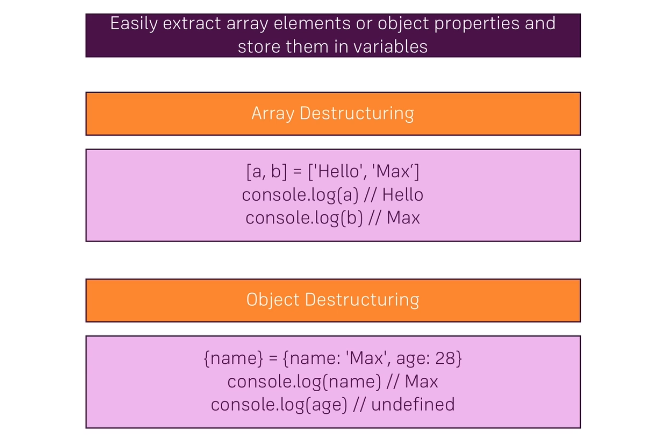 Easily extract array elements or object properties and
store them in variables
Array Destructuring
[a, b] = ['Hello', 'Max’]
console.log(a) // Hello
console.log(b) // Max
Object Destructuring
{name} = {name: 'Max', age: 28}
console.log(name) // Max
console.log(age) // undefined